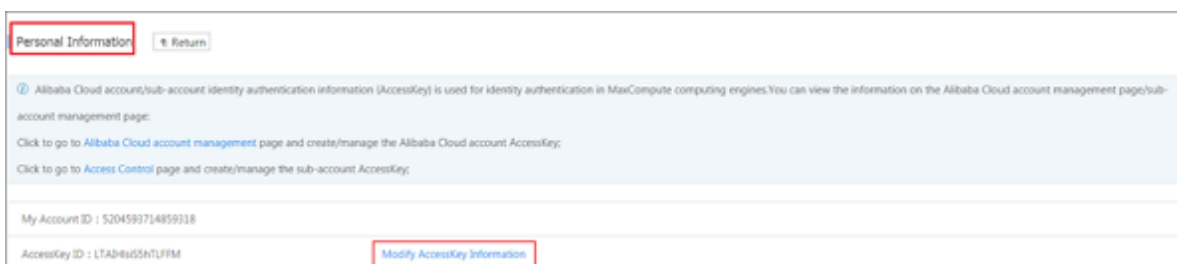 Personal Information
Return
Alibaba Cloud account/sub-account identity authentication information (AccessKey) is used for identity authentication in MaxCompute computing engines.You can view the information on the Alibaba Cloud account management page/sub-
account management page:
Click to go to Alibaba Cloud account management page and create/manage the Alibaba Cloud account AccessKey;
Click to go to Access Control page and create/manage the sub-account AccessKey;
My Account ID : 5204593714859318
AccessKey ID :
Modify AccessKey Information